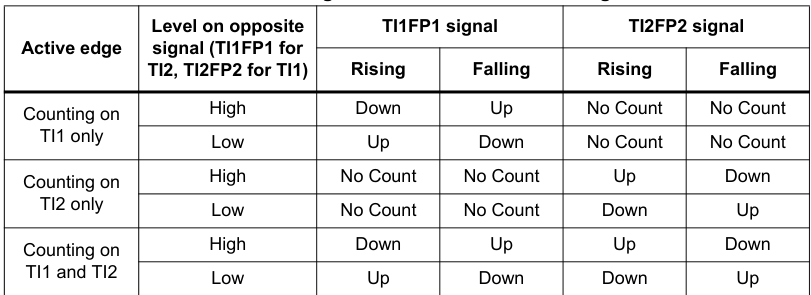 Active edge | Level on opposite signal (TI1FP1 for TI2, TI2FP2 for TI1) | TI1FP1 signal | TI2FP2 signal
Rising | Falling | Rising | Falling
Counting on TI1 only | High | Down | Up | No Count | No Count
Low | Up | Down | No Count | No Count
Counting on TI2 only | High | No Count | No Count | Up | Down
Low | No Count | No Count | Down | Up
Counting on TI1 and TI2 | High | Down | Up | Up | Down
Low | Up | Down | Down | Up